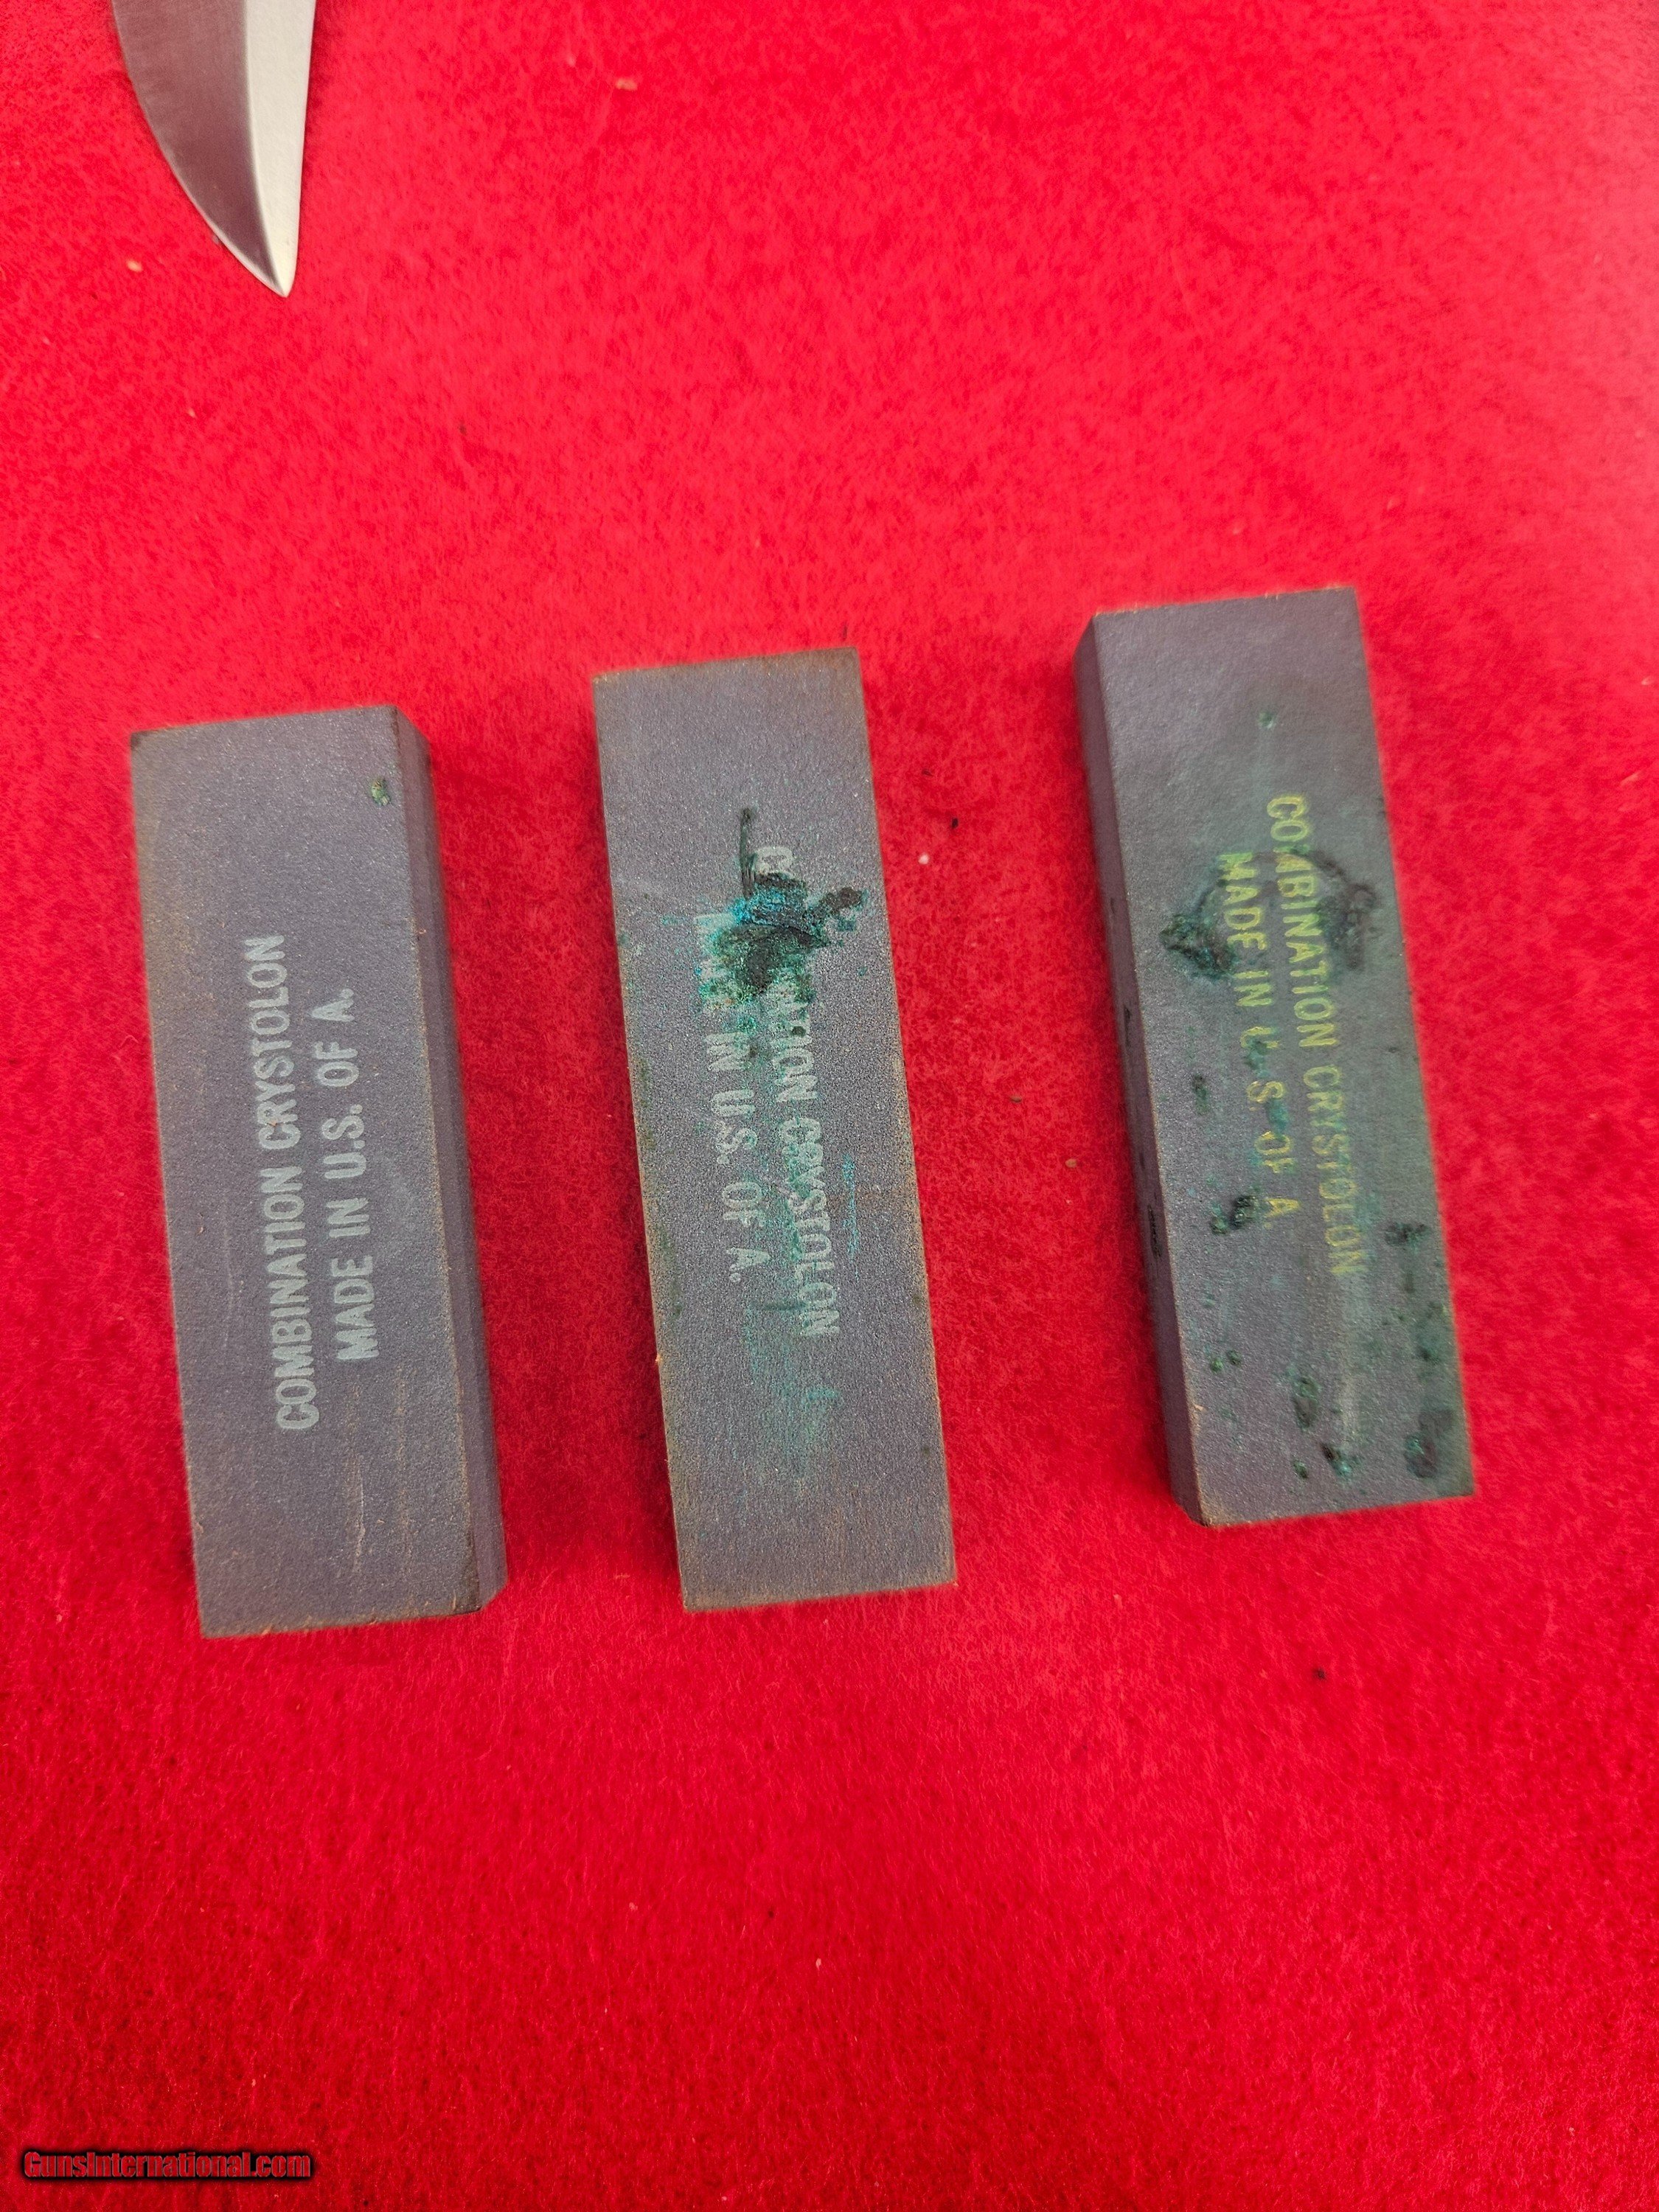 COMBINATION CRYSTOLON
MADE IN U.S. OF A.
CRYSTOLON
IN U.S. OF A.
COMBINATION CRYSTOLON
MADE IN U.S. OF A.
GunsInternational.com